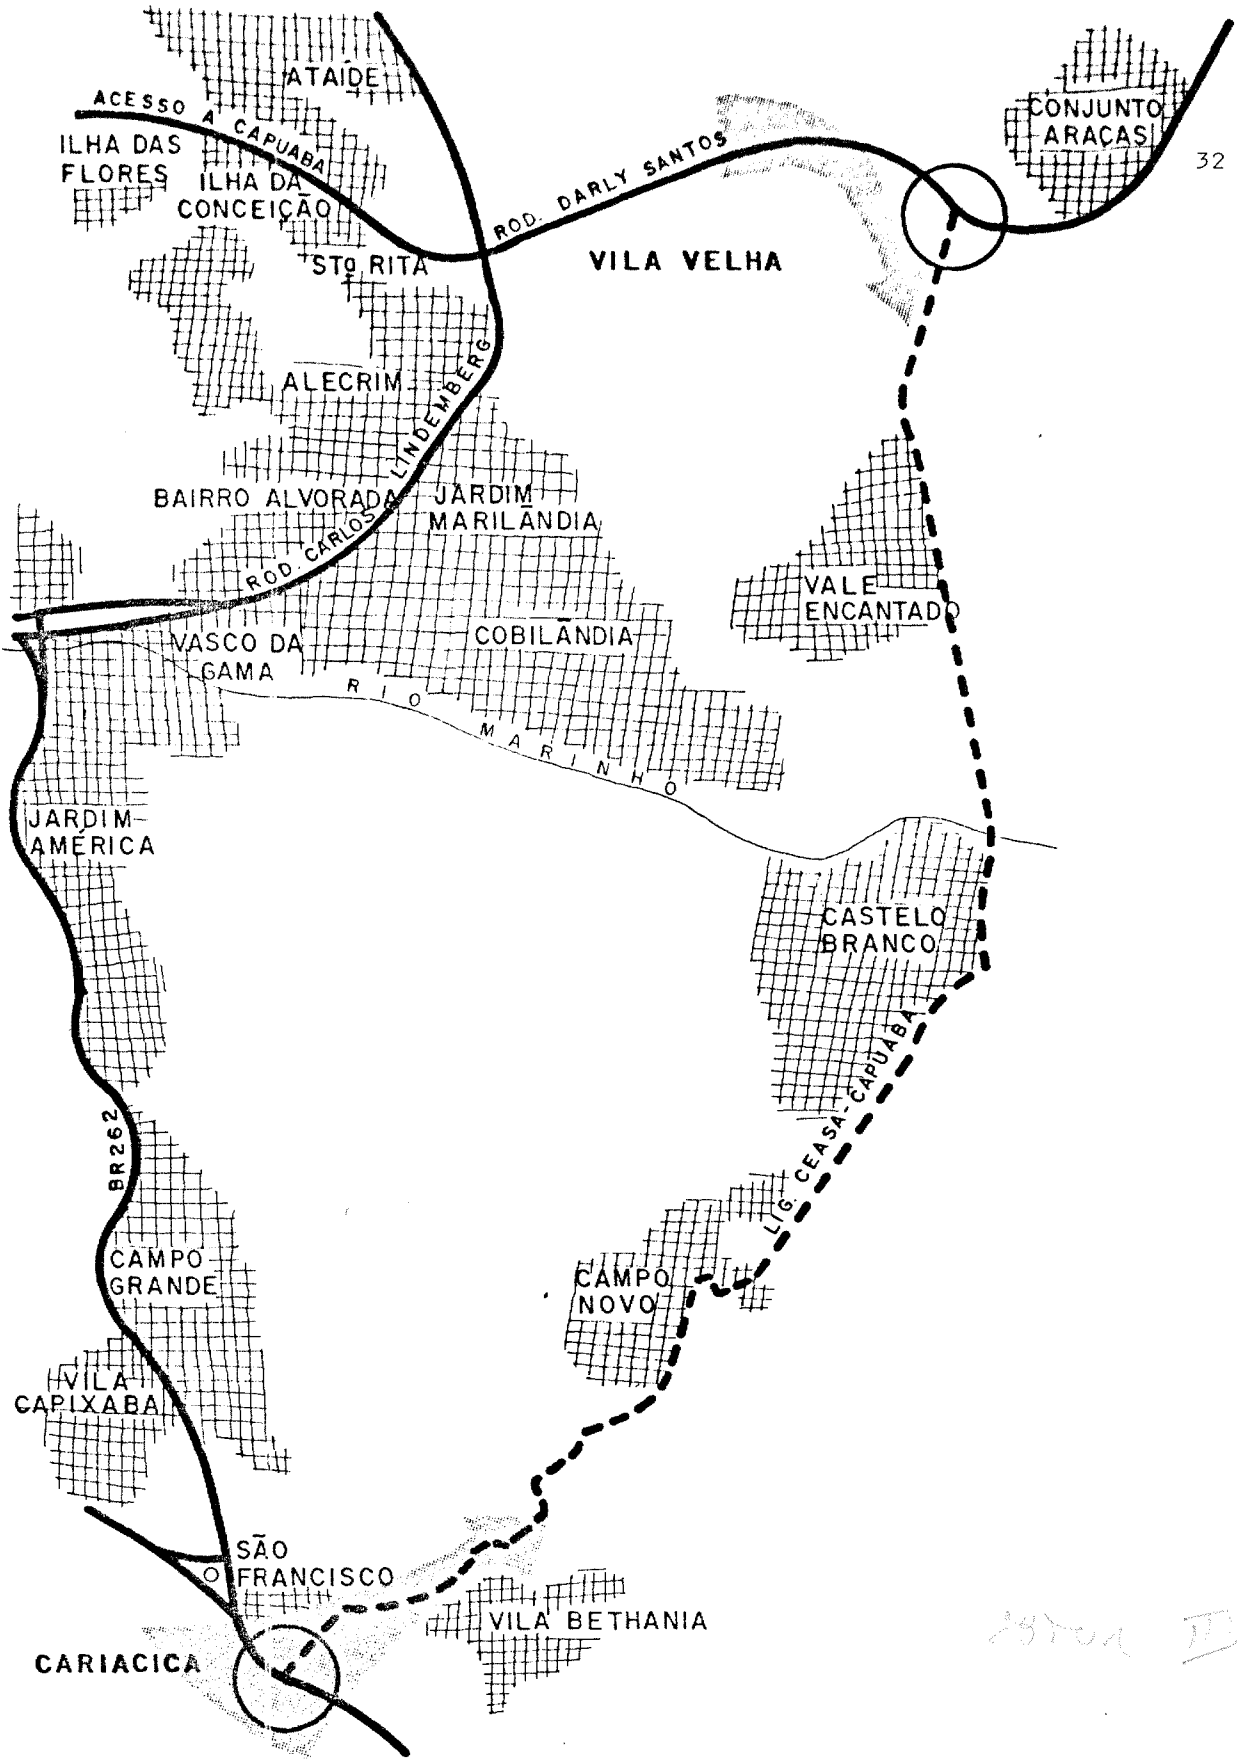 ATAÍDE
ACESSO A CAPUABA
ILHA DAS
FLORES
ILHA DA
CONCEIÇÃO
STª RITA
ROD. DARLY SANTOS
VILA VELHA
CONJUNTO
ARAÇAS
32
ALECRIM
ROD. CARLOS LINDEMBERG
BAIRRO ALVORADA
JARDIM
MARILÂNDIA
VALE
ENCANTADO
VASCO DA
GAMA
COBILÂNDIA
RIO MARINHO
JARDIM
AMÉRICA
CASTELO
BRANCO
LIG. CEASA-CAPUABA
BR262
CAMPO
GRANDE
CAMPO
NOVO
VILA
CAPIXABA
SÃO
FRANCISCO
VILA BETHANIA
CARIACICA
II